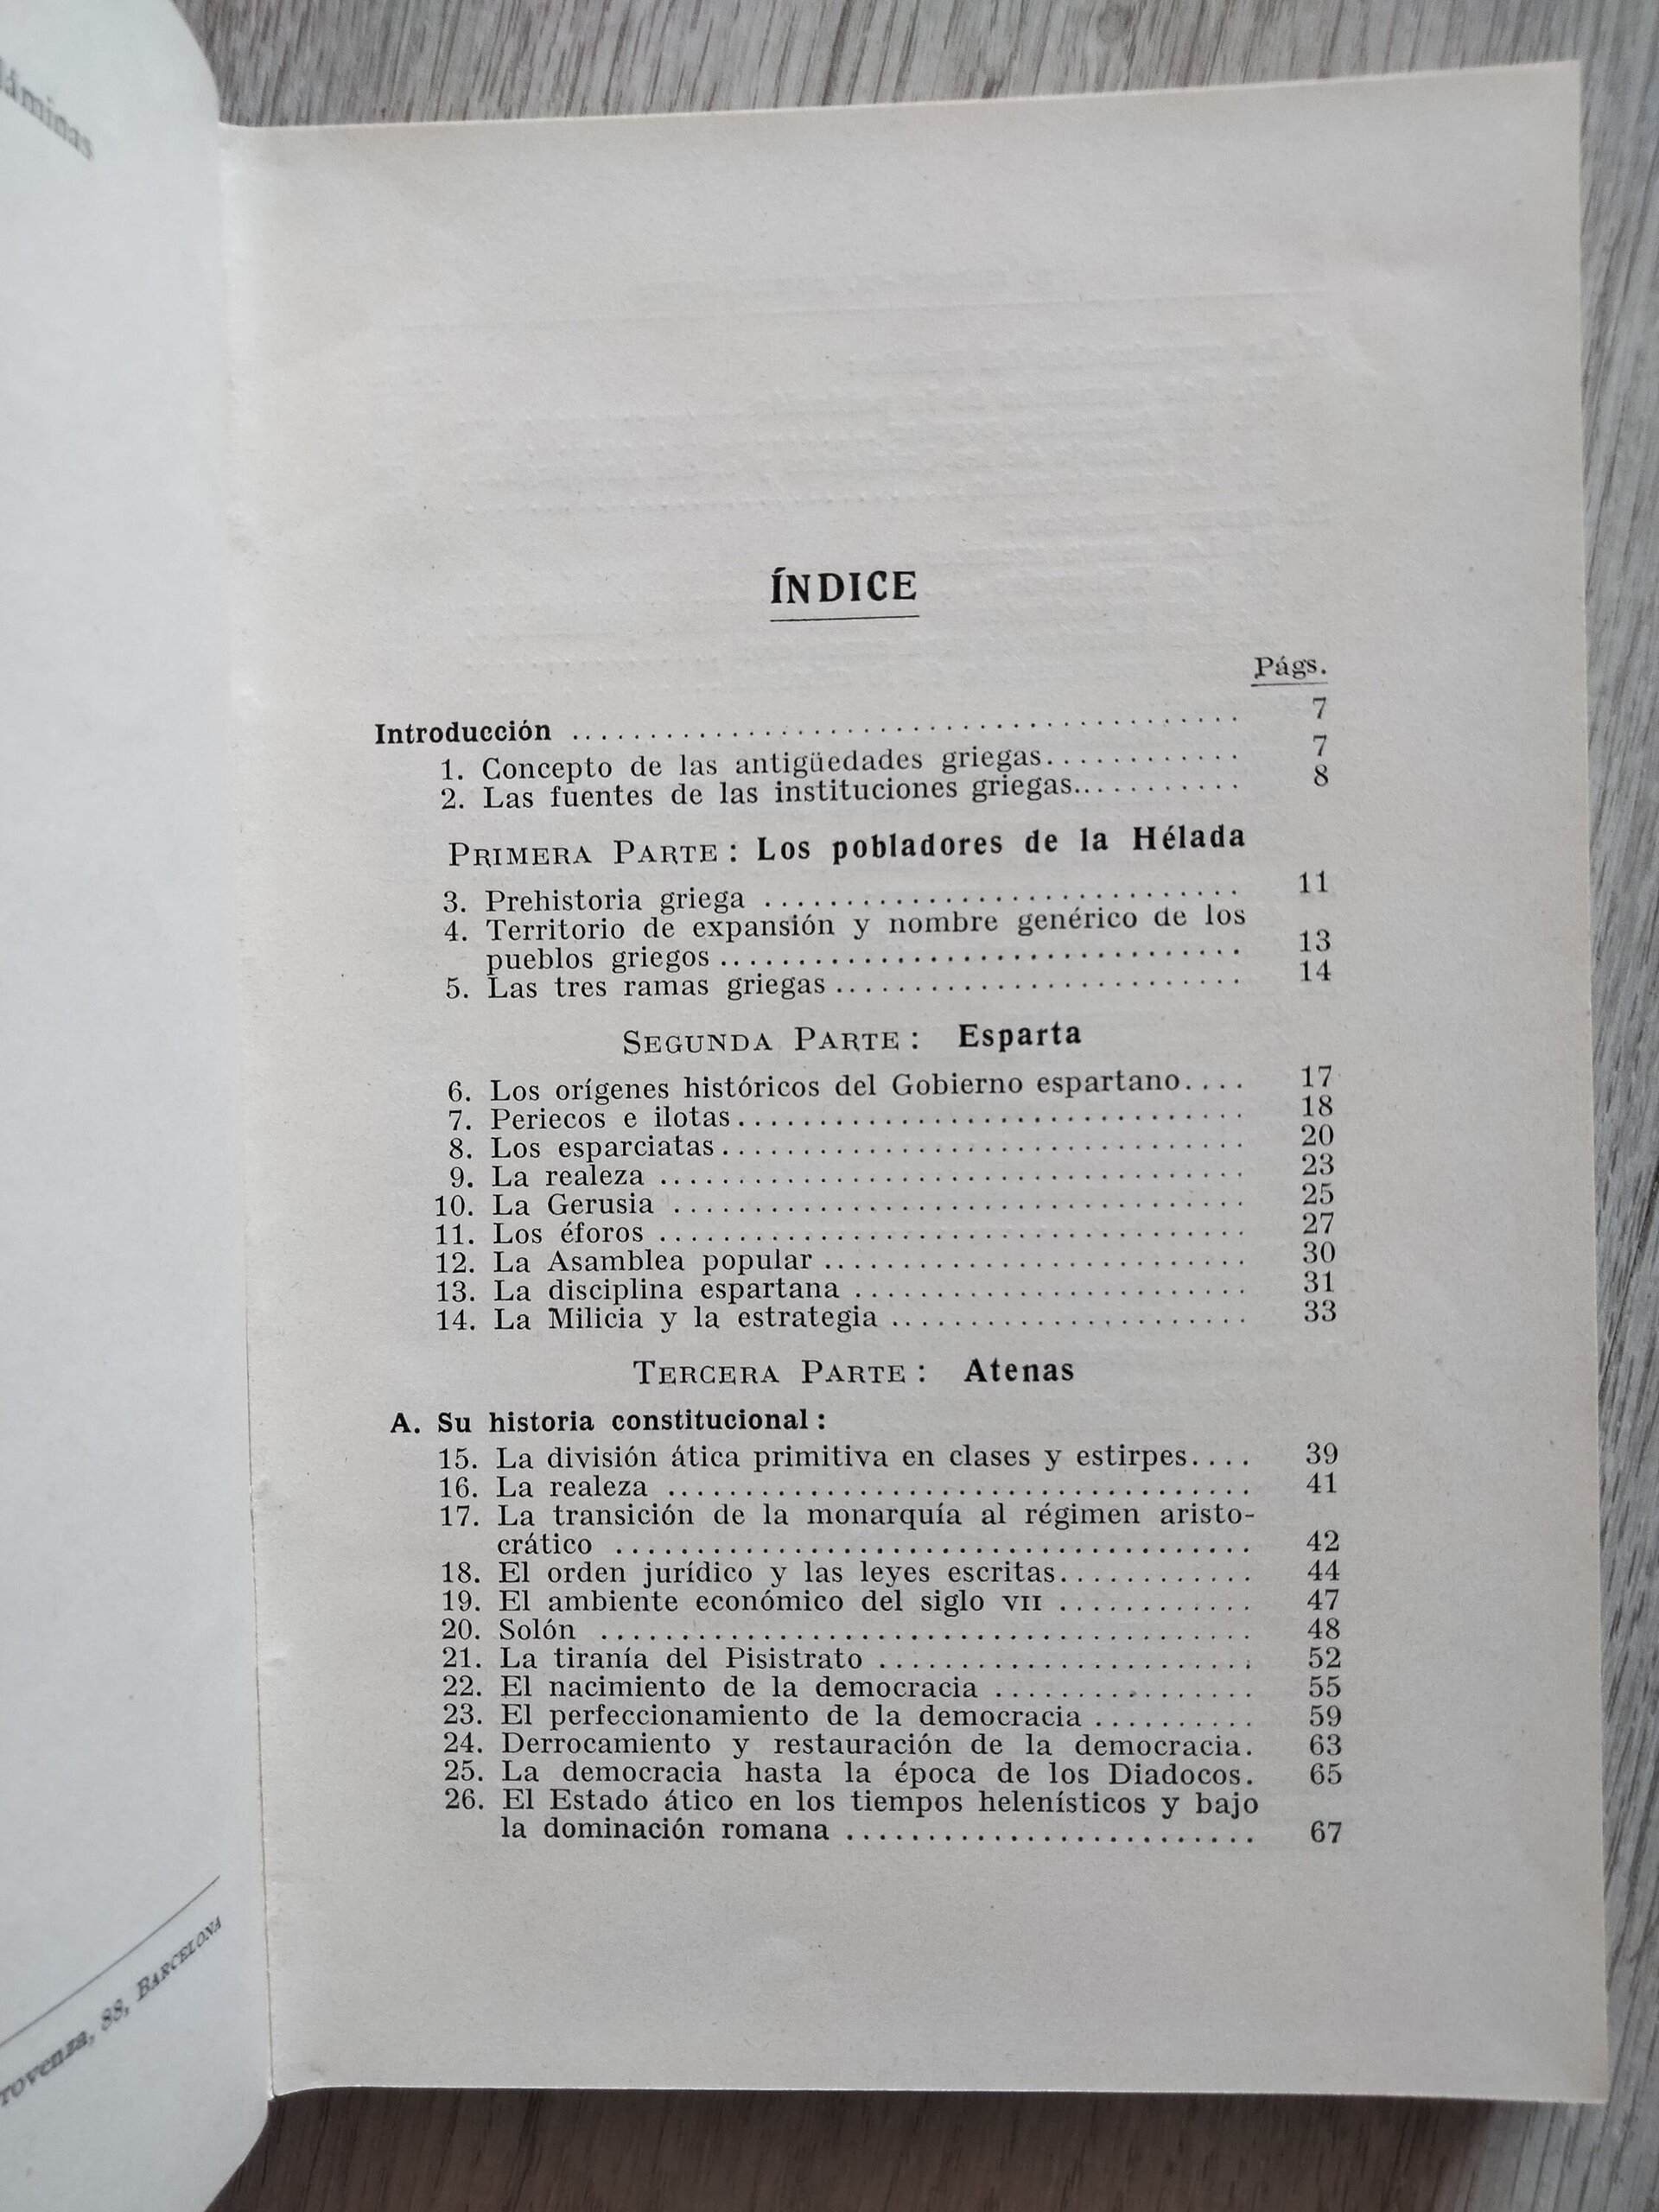 láminas
rovenza, 88, BARCELONA
ÍNDICE
Págs.
Introducción ........................................ 7
1. Concepto de las antigüedades griegas............ 7
2. Las fuentes de las instituciones griegas........... 8
PRIMERA PARTE: Los pobladores de la Hélada
3. Prehistoria griega .............................. 11
4. Territorio de expansión y nombre genérico de los
pueblos griegos ................................ 13
5. Las tres ramas griegas ......................... 14
SEGUNDA PARTE: Esparta
6. Los orígenes históricos del Gobierno espartano.... 17
7. Periecos e ilotas................................ 18
8. Los esparciatas................................. 20
9. La realeza ..................................... 23
10. La Gerusia .................................... 25
11. Los éforos ..................................... 27
12. La Asamblea popular ........................... 30
13. La disciplina espartana ......................... 31
14. La Milicia y la estrategia ....................... 33
TERCERA PARTE: Atenas
A. Su historia constitucional:
15. La división ática primitiva en clases y estirpes.... 39
16. La realeza ..................................... 41
17. La transición de la monarquía al régimen aristo-
crático ........................................ 42
18. El orden jurídico y las leyes escritas............ 44
19. El ambiente económico del siglo VII ............ 47
20. Solón ......................................... 48
21. La tiranía del Pisistrato ........................ 52
22. El nacimiento de la democracia ................ 55
23. El perfeccionamiento de la democracia .......... 59
24. Derrocamiento y restauración de la democracia. 63
25. La democracia hasta la época de los Diadocos. 65
26. El Estado ático en los tiempos helenísticos y bajo
la dominación romana .......................... 67